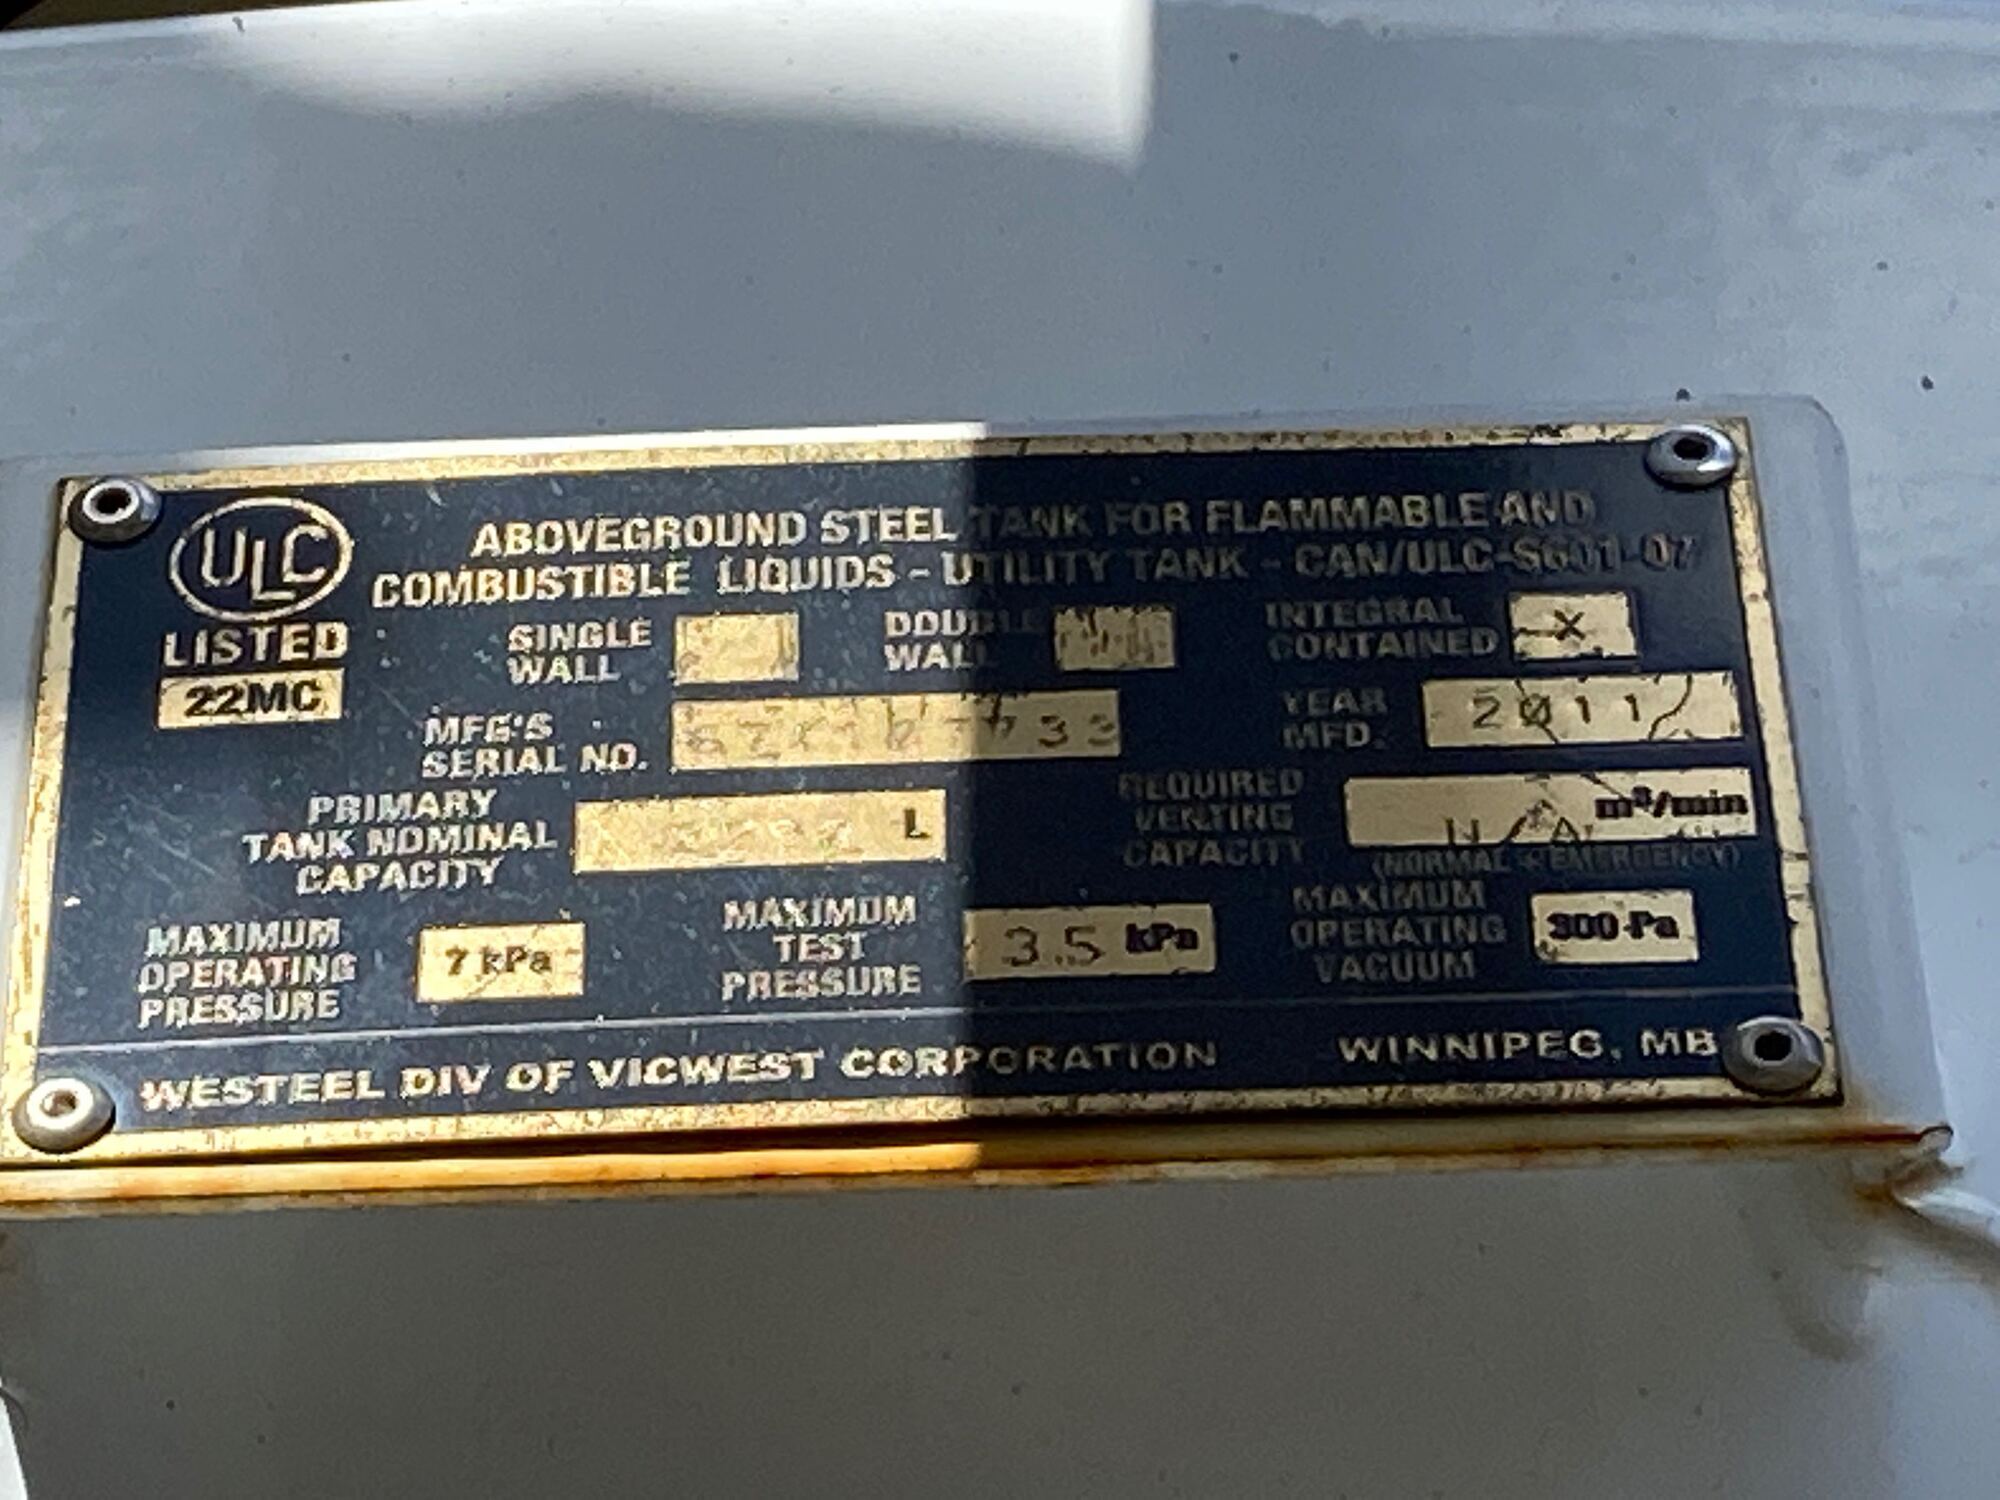 ULC
LISTED
22MC
ABOVEGROUND STEEL TANK FOR FLAMMABLE AND
COMBUSTIBLE LIQUIDS - UTILITY TANK - CAN/ULC-S601-07
SINGLE
WALL
DOUBLE
WALL
INTEGRAL
CONTAINED
X
MFG'S
SERIAL NO.
YEAR
MFD.
2011
PRIMARY
TANK NOMINAL
CAPACITY
L
REQUIRED
VENTING
CAPACITY
N/A m³/min
(NORMAL + EMERGENCY)
MAXIMUM
OPERATING
PRESSURE
7 kPa
MAXIMUM
TEST
PRESSURE
35 kPa
MAXIMUM
OPERATING
VACUUM
300 Pa
WESTEEL DIV OF VICWEST CORPORATION WINNIPEG, MB